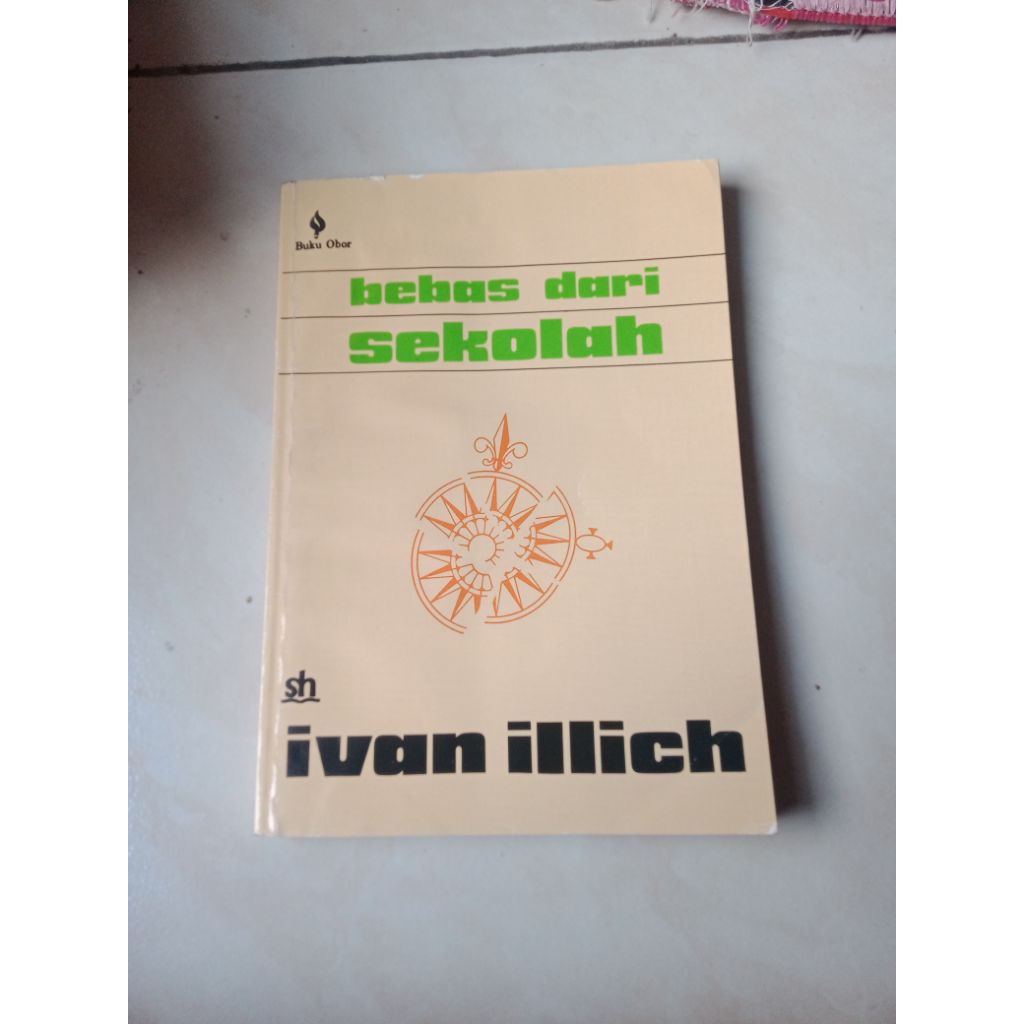 Buku Obor
bebas dari
sekolah
sh
ivan illich